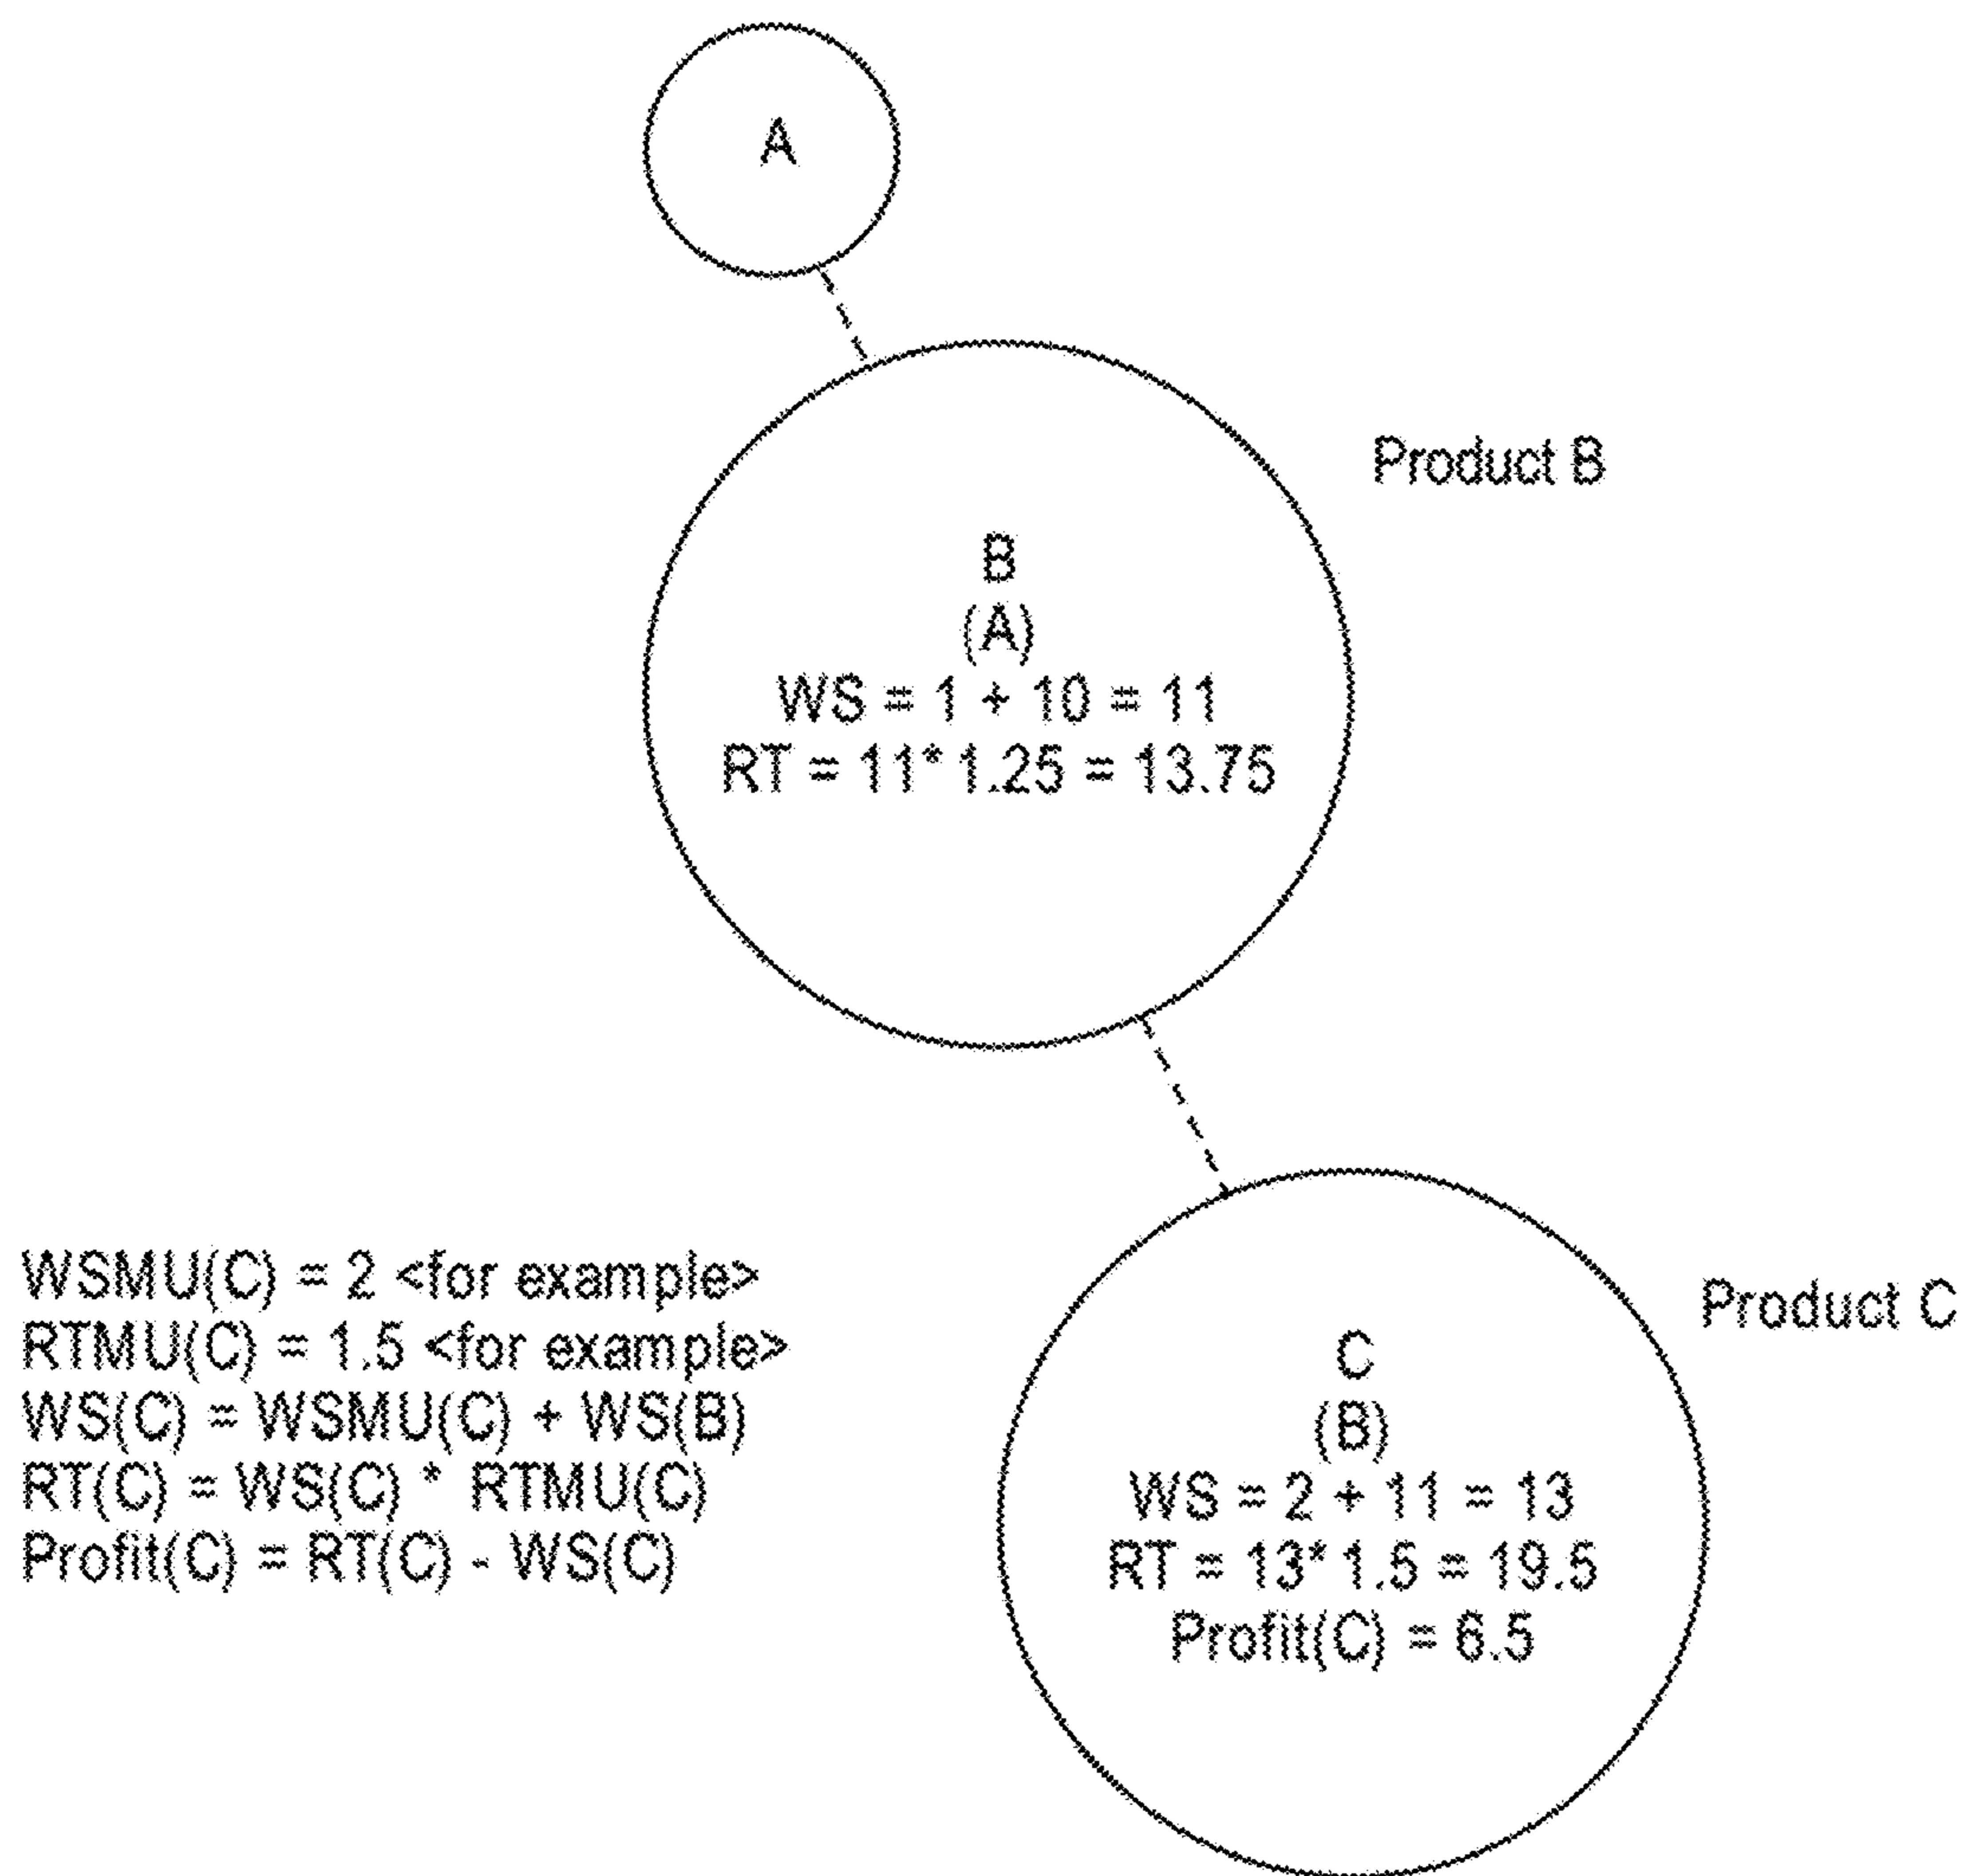 A
Product B
B
(A)
WS = 1 + 10 = 11
RT = 11*1.25 = 13.75
WSMU(C) = 2 <for example>
RTMU(C) = 1.5 <for example>
WS(C) = WSMU(C) + WS(B)
RT(C) = WS(C) * RTMU(C)
Profit(C) = RT(C) - WS(C)
Product C
C
(B)
WS = 2 + 11 = 13
RT = 13*1.5 = 19.5
Profit(C) = 6.5